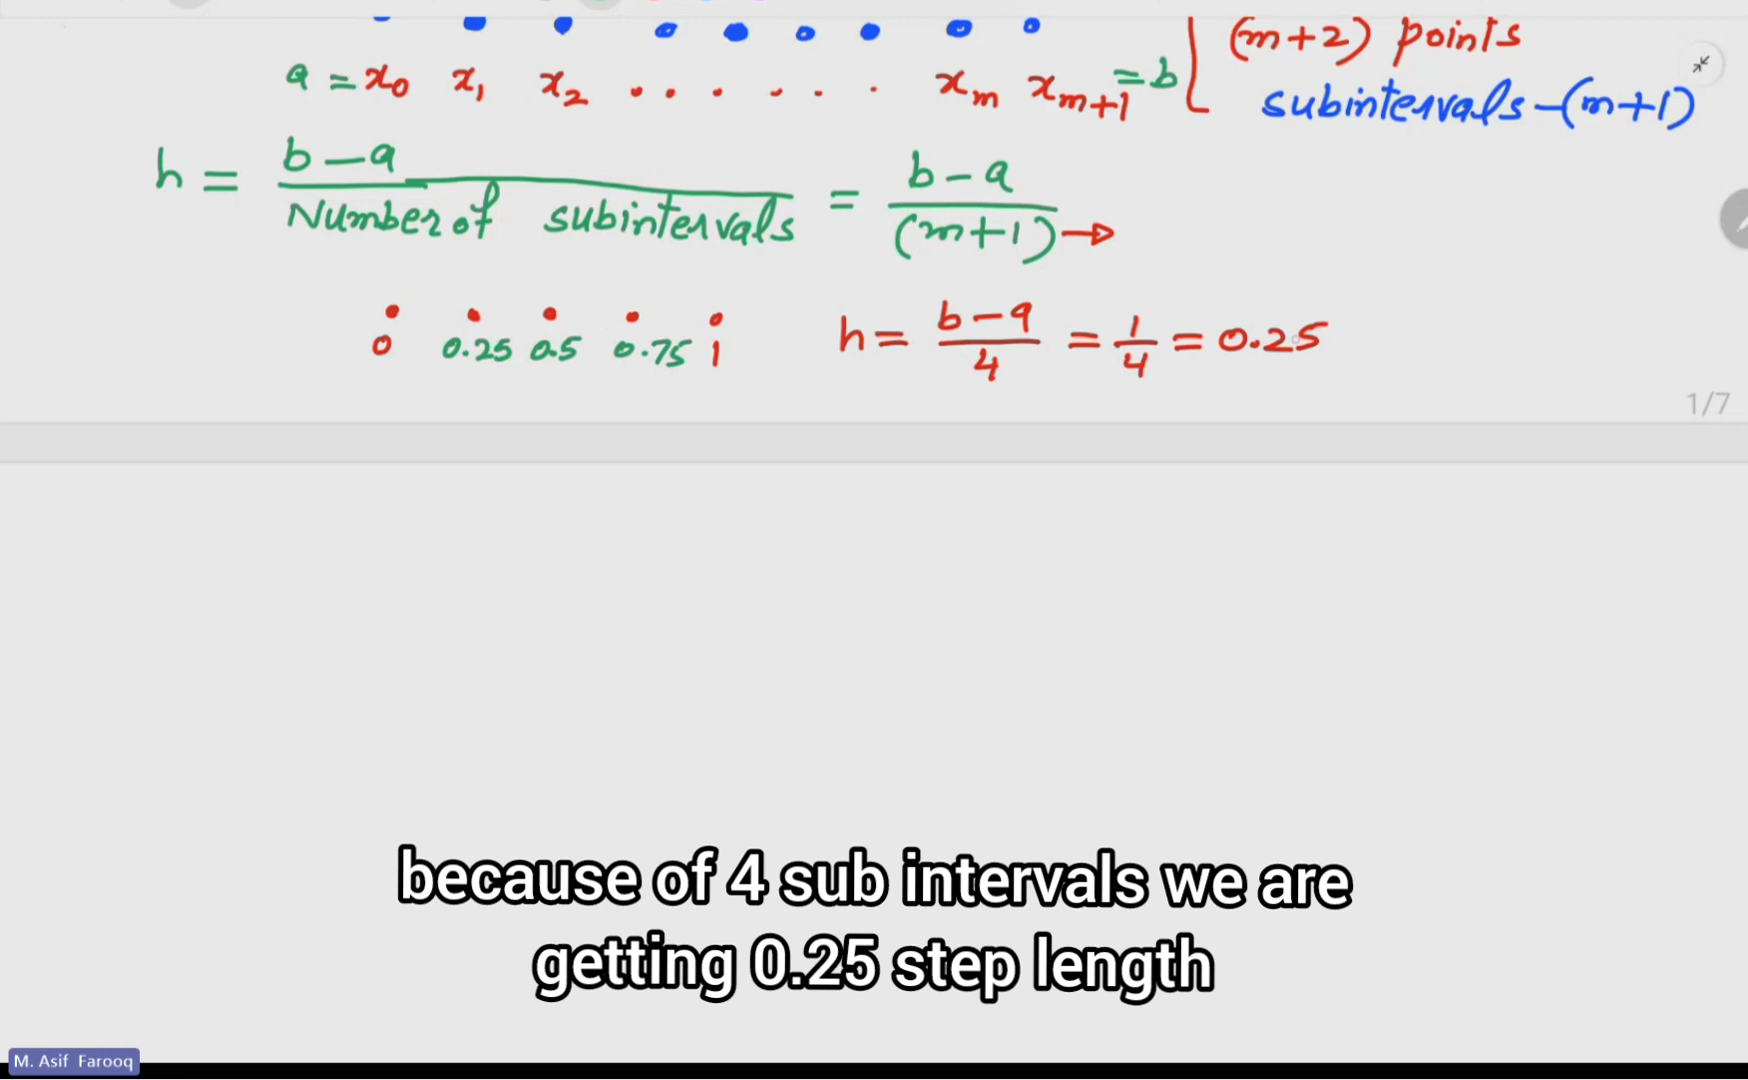 (m+2) points
a = x₀ x₁ x₂ . . . . . . . xₘ xₘ₊₁ = b
subintervals - (m+1)
h = b-a / Number of subintervals = b-a / (m+1) →
0 0.25 0.5 0.75 1 h = b-a / 4 = 1/4 = 0.25
1/7
because of 4 sub intervals we are
getting 0.25 step length
M. Asif Farooq